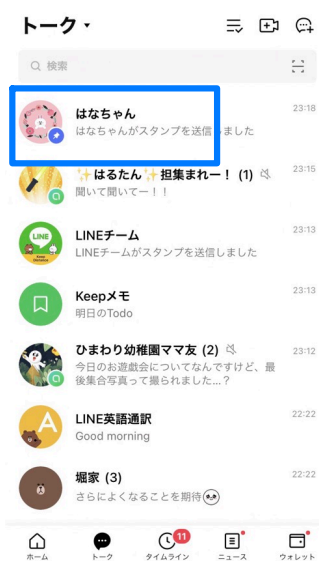 トーク
検索
はなちゃん
23:18
はなちゃんがスタンプを送信しました
✨はるたん✨担集まれー！ (1)
23:15
聞いて聞いてー！！
LINE
LINEチーム
23:13
LINEチームがスタンプを送信しました
Keepメモ
23:13
明日のTodo
ひまわり幼稚園ママ友 (2)
23:12
今日のお遊戯会についてなんですけど、最
後集合写真って撮られました...？
A
LINE英語通訳
22:22
Good morning
堀家 (3)
22:22
さらによくなることを期待
11
ホーム
トーク
タイムライン
ニュース
ウォレット